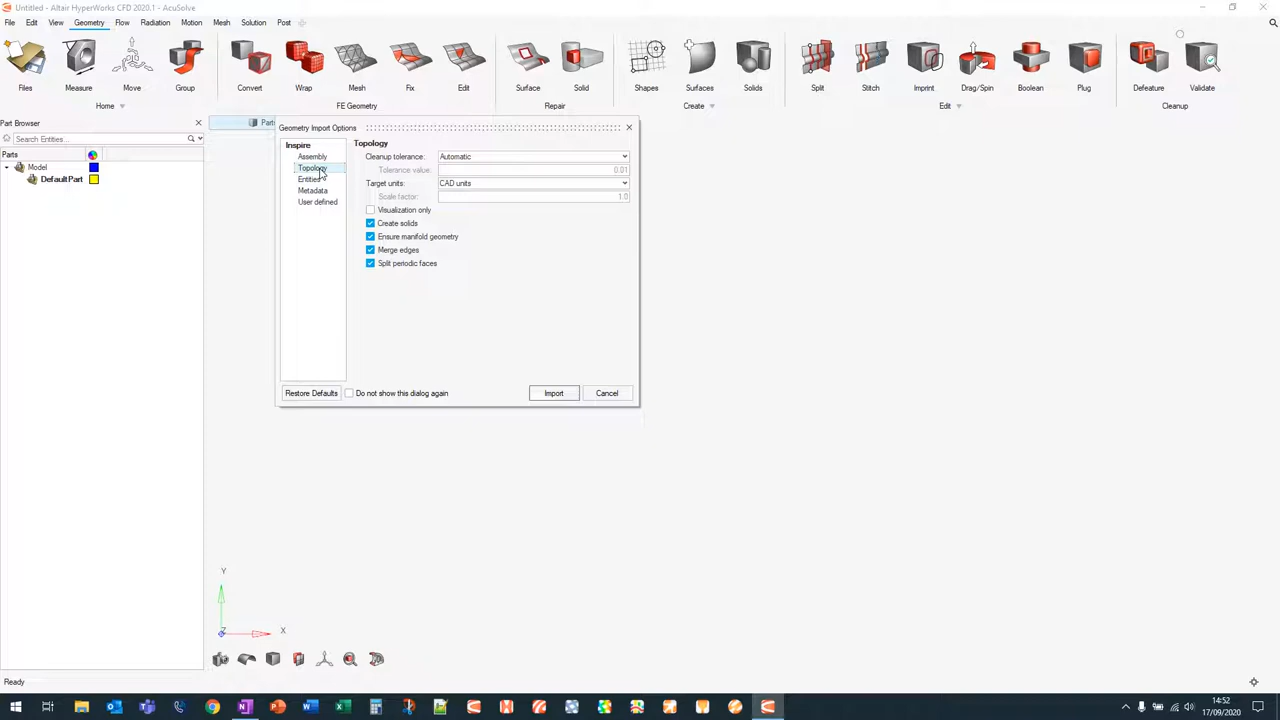 Untitled - Altair HyperWorks CFD 2020.1 - AcuSolve
File Edit View Geometry Flow Radiation Motion Mesh Solution Post
Files Measure Move Group Convert Wrap Mesh Fix Edit Surface Solid Shapes Surfaces Solids Split Stitch Imprint Drag/Spin Boolean Plug Defeature Validate
Home FE Geometry Repair Create Edit Cleanup
Part Browser
Search Entities...
Parts
Model
DefaultPart
Geometry Import Options
Inspire
Assembly
Topology
Entities
Metadata
User defined
Topology
Cleanup tolerance: Automatic
Tolerance value: 0.01
Target units: CAD units
Scale factor: 1.0
Visualization only
Create solids
Ensure manifold geometry
Merge edges
Split periodic faces
Restore Defaults Do not show this dialog again Import Cancel
Y
Z X
Ready
14:52
17/09/2020